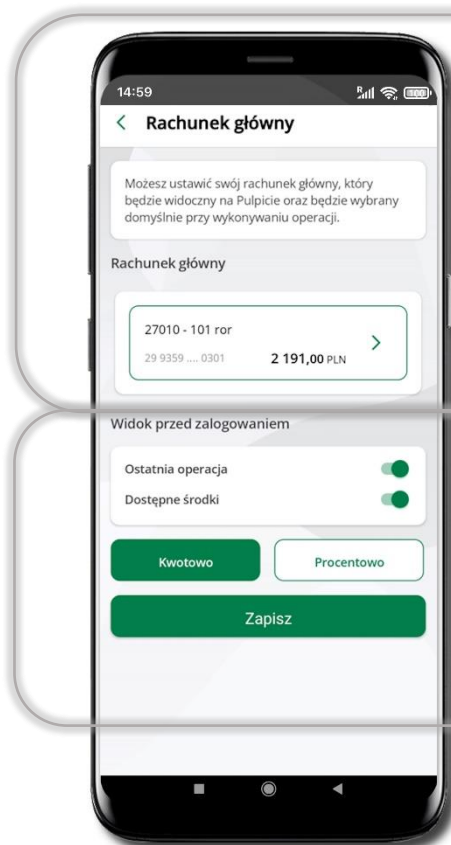 14:59
R
100
Rachunek główny
Możesz ustawić swój rachunek główny, który
będzie widoczny na Pulpicie oraz będzie wybrany
domyślnie przy wykonywaniu operacji.
Rachunek główny
27010 - 101 ror
29 9359 .... 0301 2 191,00 PLN
Widok przed zalogowaniem
Ostatnia operacja
Dostępne środki
Kwotowo Procentowo
Zapisz